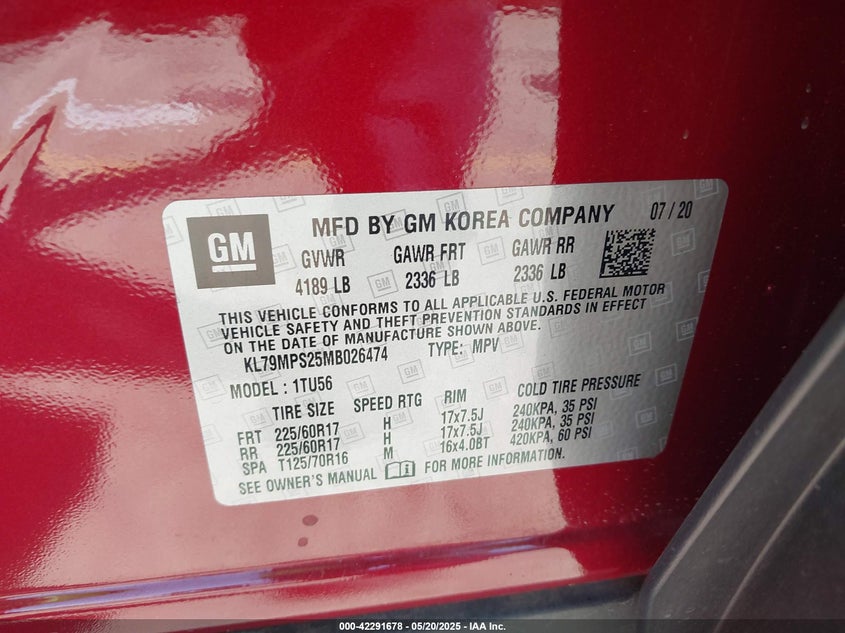 GM
MFD BY GM KOREA COMPANY 07/20
GVWR GAWR FRT GAWR RR
4189 LB 2336 LB 2336 LB
THIS VEHICLE CONFORMS TO ALL APPLICABLE U.S. FEDERAL MOTOR
VEHICLE SAFETY AND THEFT PREVENTION STANDARDS IN EFFECT
ON THE DATE OF MANUFACTURE SHOWN ABOVE.
KL79MPS25MB026474 TYPE: MPV
MODEL : 1TU56
TIRE SIZE SPEED RTG RIM COLD TIRE PRESSURE
FRT 225/60R17 H 17x7.5J 240KPA, 35 PSI
RR 225/60R17 H 17x7.5J 240KPA, 35 PSI
SPA T125/70R16 M 16x4.0BT 420KPA, 60 PSI
SEE OWNER'S MANUAL FOR MORE INFORMATION.
000-42291678 - 05/20/2025 - IAA Inc.